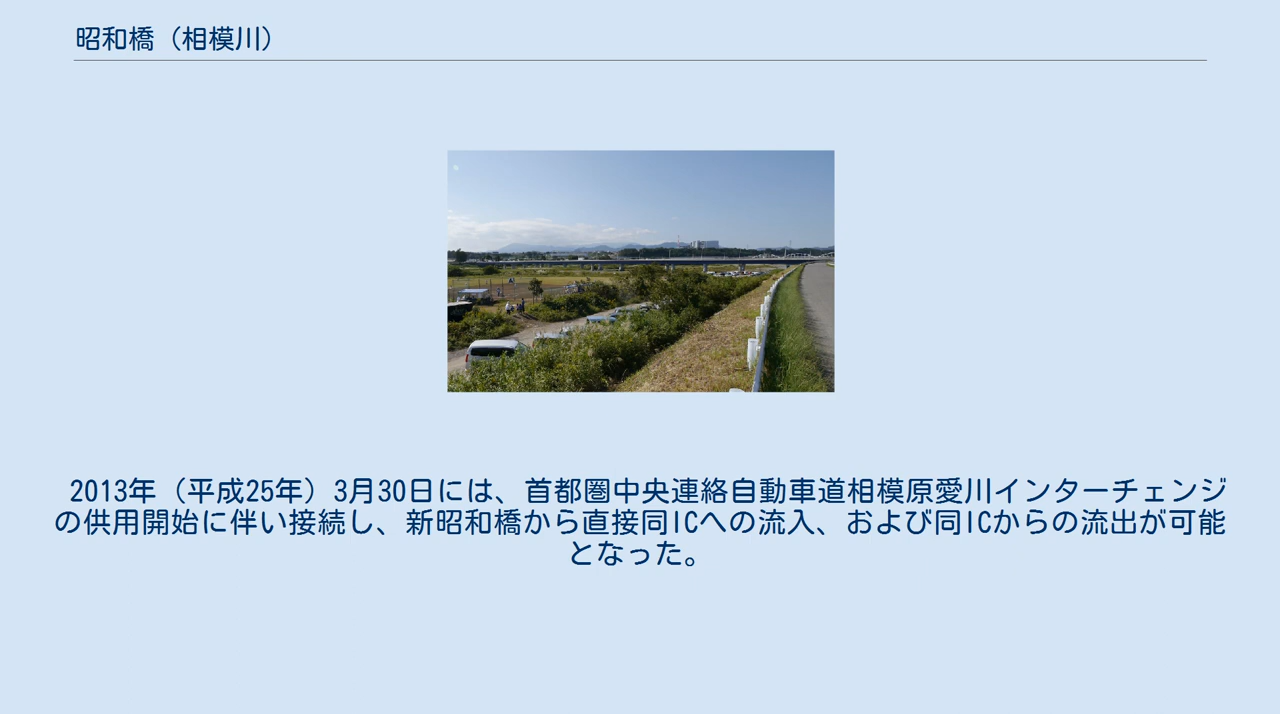 昭和橋（相模川）
2013年（平成25年）3月30日には、首都圏中央連絡自動車道相模原愛川インターチェンジ
の供用開始に伴い接続し、新昭和橋から直接同ICへの流入、および同ICからの流出が可能
となった。